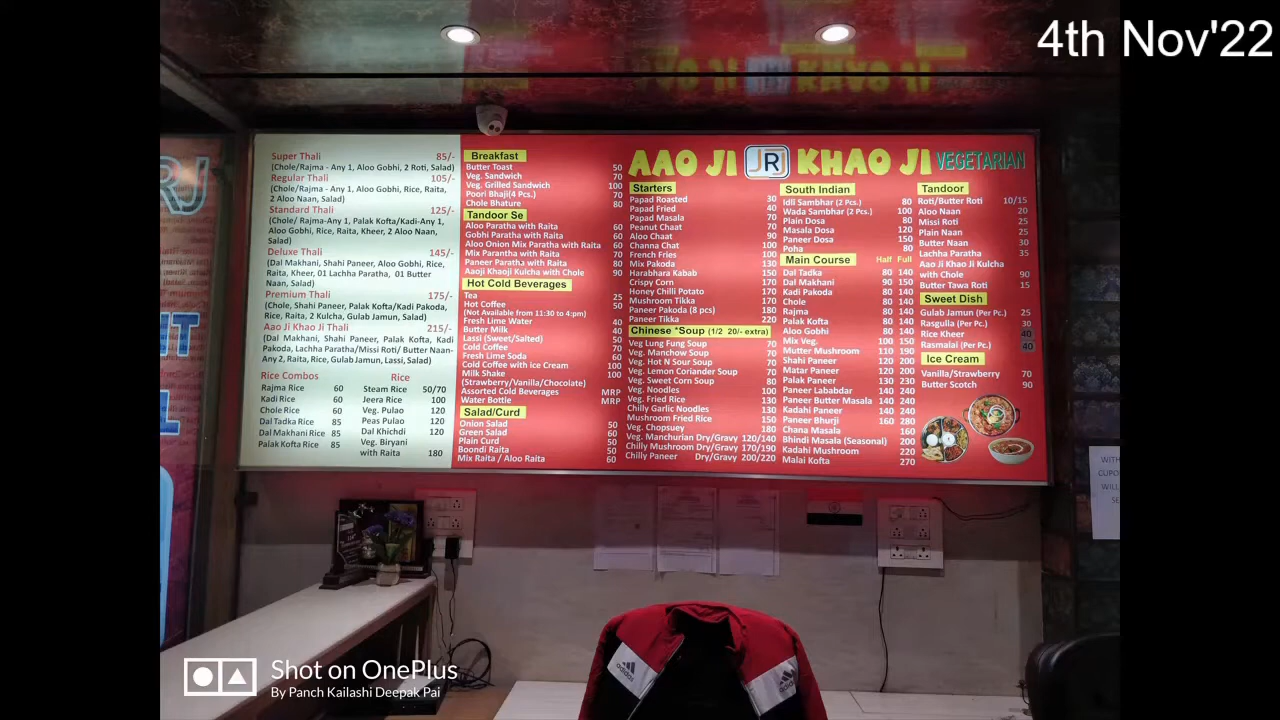 4th Nov'22
RJ
Super Thali 85/-
(Chole/Rajma - Any 1, Aloo Gobhi, 2 Roti, Salad)
Regular Thali 105/-
(Chole/Rajma - Any 1, Aloo Gobhi, Rice, Raita,
2 Aloo Naan, Salad)
Standard Thali 125/-
(Chole/ Rajma-Any 1, Palak Kofta/Kadi-Any 1,
Aloo Gobhi, Rice, Raita, Kheer, 2 Aloo Naan,
Salad)
Deluxe Thali 145/-
(Dal Makhani, Shahi Paneer, Aloo Gobhi, Rice,
Raita, Kheer, 01 Lachha Paratha, 01 Butter
Naan, Salad)
Premium Thali 175/-
(Chole, Shahi Paneer, Palak Kofta/Kadi Pakoda,
Rice, Raita, 2 Kulcha, Gulab Jamun, Salad)
Aao Ji Khao Ji Thali 215/-
(Dal Makhani, Shahi Paneer, Palak Kofta, Kadi
Pakoda, Lachha Paratha/Missi Roti/ Butter Naan-
Any 2, Raita, Rice, Gulab Jamun, Lassi, Salad)
Rice Combos
Rajma Rice 60
Kadi Rice 60
Chole Rice 60
Dal Tadka Rice 85
Dal Makhani Rice 85
Palak Kofta Rice 85
Rice
Steam Rice 50/70
Jeera Rice 100
Veg. Pulao 120
Peas Pulao 120
Dal Khichdi 120
Veg. Biryani
with Raita 180
Breakfast
Butter Toast 50
Veg. Sandwich 70
Veg. Grilled Sandwich 100
Poori Bhaji(4 Pcs.) 70
Chole Bhature 80
Tandoor Se
Aloo Paratha with Raita 60
Gobhi Paratha with Raita 60
Aloo Onion Mix Paratha with Raita 60
Mix Parantha with Raita 70
Paneer Paratha with Raita 80
Aaoji Khaoji Kulcha with Chole 90
Hot Cold Beverages
Tea 25
Hot Coffee 50
(Not Available from 11:30 to 4:pm)
Fresh Lime Water 40
Butter Milk 40
Lassi (Sweet/Salted) 50
Cold Coffee 70
Fresh Lime Soda 60
Cold Coffee with Ice Cream 100
Milk Shake 100
(Strawberry/Vanilla/Chocolate)
Assorted Cold Beverages MRP
Water Bottle MRP
Salad/Curd
Onion Salad 50
Green Salad 60
Plain Curd 50
Boondi Raita 50
Mix Raita / Aloo Raita 60
AAO JI JRJ KHAO JI VEGETARIAN
Starters
Papad Roasted 30
Papad Fried 40
Papad Masala 70
Peanut Chaat 70
Aloo Chaat 90
Channa Chat 100
French Fries 100
Mix Pakoda 130
Harabhara Kabab 150
Crispy Corn 170
Honey Chilli Potato 170
Mushroom Tikka 170
Paneer Pakoda (8 pcs) 180
Paneer Tikka 220
Chinese *Soup (1/2 20/- extra)
Veg Lung Fung Soup 70
Veg. Manchow Soup 70
Veg. Hot N Sour Soup 70
Veg. Lemon Coriander Soup 70
Veg. Sweet Corn Soup 80
Veg. Noodles 100
Veg. Fried Rice 130
Chilly Garlic Noodles 130
Mushroom Fried Rice 150
Veg. Chopsuey 180
Veg. Manchurian Dry/Gravy 120/140
Chilly Mushroom Dry/Gravy 170/190
Chilly Paneer Dry/Gravy 200/220
South Indian
Idli Sambhar (2 Pcs.) 80
Wada Sambhar (2 Pcs.) 100
Plain Dosa 80
Masala Dosa 120
Paneer Dosa 150
Poha 80
Main Course Half Full
Dal Tadka 80 140
Dal Makhani 90 150
Kadi Pakoda 80 140
Chole 80 140
Rajma 80 140
Palak Kofta 80 140
Aloo Gobhi 80 140
Mix Veg. 100 150
Mutter Mushroom 110 190
Shahi Paneer 120 200
Matar Paneer 120 200
Palak Paneer 120 230
Paneer Lababdar 140 240
Paneer Butter Masala 140 240
Kadahi Paneer 140 240
Paneer Bhurji 160 280
Chana Masala 160
Bhindi Masala (Seasonal) 200
Kadahi Mushroom 220
Malai Kofta 270
Tandoor
Roti/Butter Roti 10/15
Aloo Naan 20
Missi Roti 25
Plain Naan 25
Butter Naan 30
Lachha Paratha 35
Aao Ji Khao Ji Kulcha
with Chole 90
Butter Tawa Roti 15
Sweet Dish
Gulab Jamun (Per Pc.) 25
Rasgulla (Per Pc.) 30
Rice Kheer 40
Rasmalai (Per Pc.) 40
Ice Cream
Vanilla/Strawberry 70
Butter Scotch 90
adidas
adidas
Shot on OnePlus
By Panch Kailashi Deepak Pai